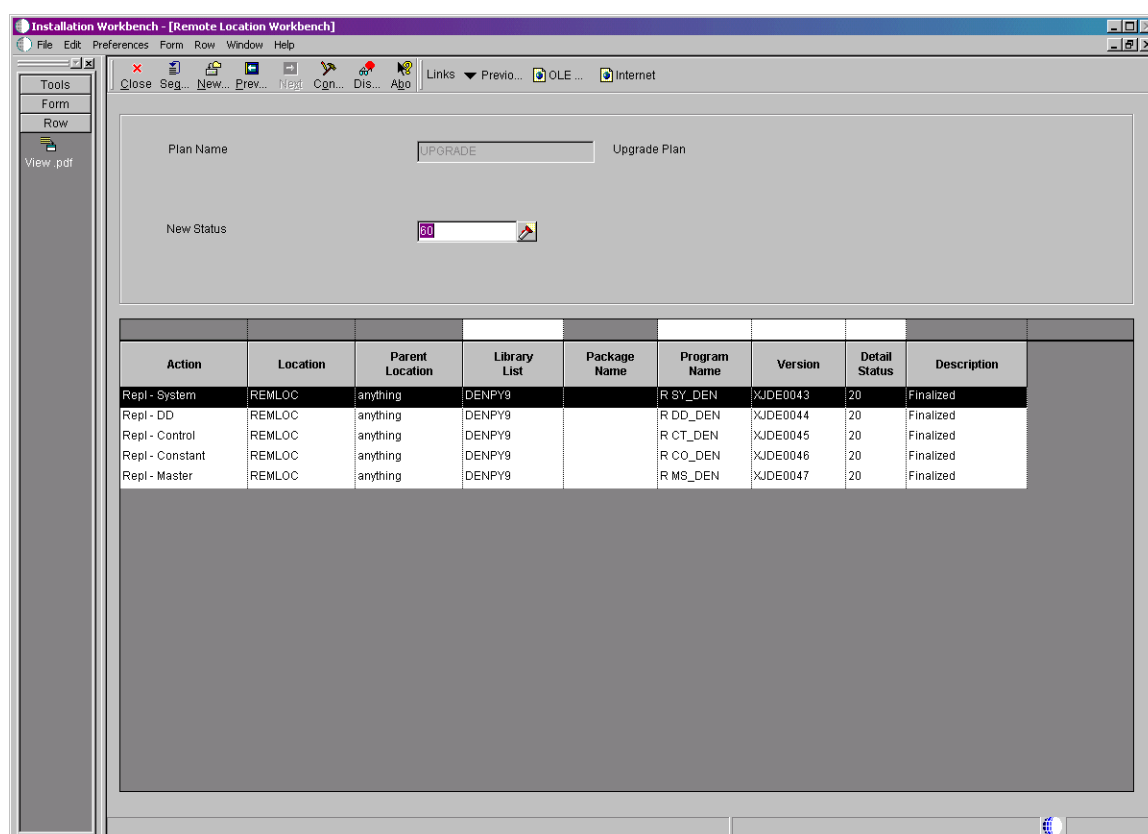 Installation Workbench - [Remote Location Workbench]
File Edit Preferences Form Row Window Help
Close Seq... New... Prev... Next Con... Dis... Abo Links Previo... OLE ... Internet
Tools
Form
Row
View .pdf
Plan Name UPGRADE Upgrade Plan
New Status 60
Action Location Parent Location Library List Package Name Program Name Version Detail Status Description
Repl - System REMLOC anything DENPY9 R SY_DEN XJDE0043 20 Finalized
Repl - DD REMLOC anything DENPY9 R DD_DEN XJDE0044 20 Finalized
Repl - Control REMLOC anything DENPY9 R CT_DEN XJDE0045 20 Finalized
Repl - Constant REMLOC anything DENPY9 R CO_DEN XJDE0046 20 Finalized
Repl - Master REMLOC anything DENPY9 R MS_DEN XJDE0047 20 Finalized